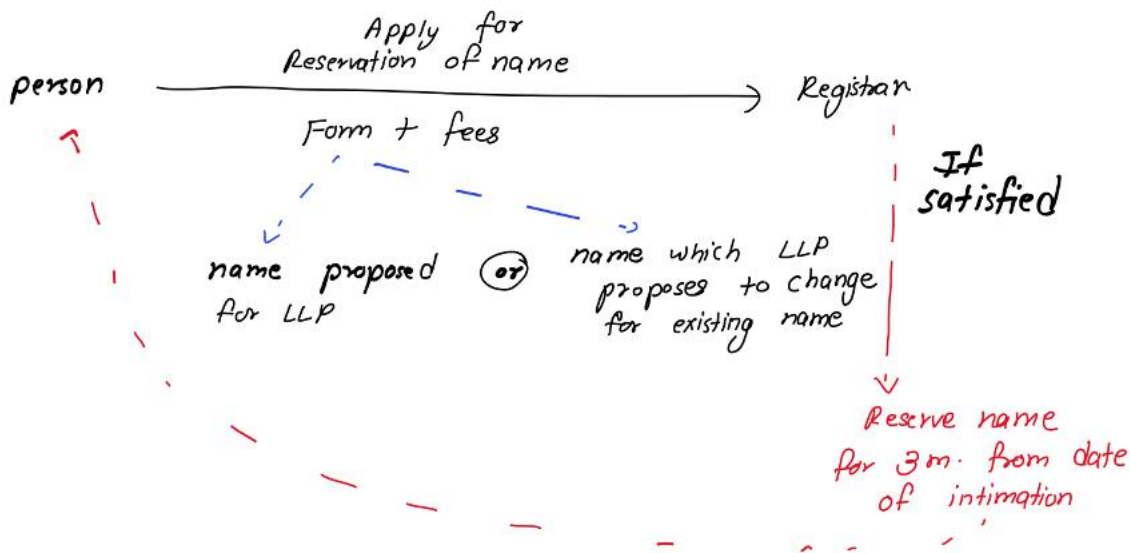 Apply for
Reservation of name
person
Registrar
Form + fees
If
satisfied
name proposed
for LLP
or
name which LLP
proposes to change
for existing name
Reserve name
for 3m. from date
of intimation